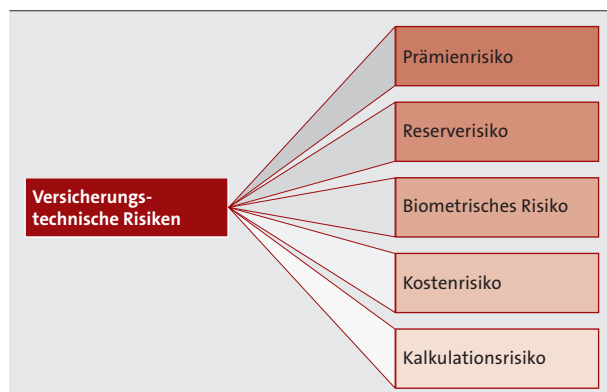 Versicherungs-
technische Risiken
Prämienrisiko
Reserverisiko
Biometrisches Risiko
Kostenrisiko
Kalkulationsrisiko